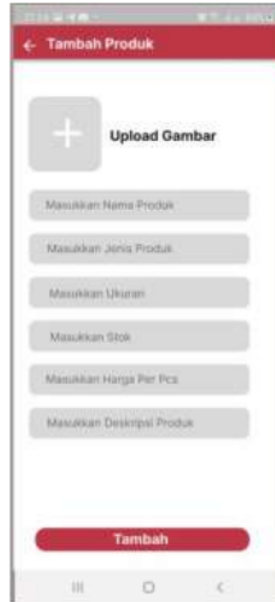 Tambah Produk
Upload Gambar
Masukkan Nama Produk
Masukkan Jenis Produk
Masukkan Ukuran
Masukkan Stok
Masukkan Harga Per Pcs
Masukkan Deskripsi Produk
Tambah